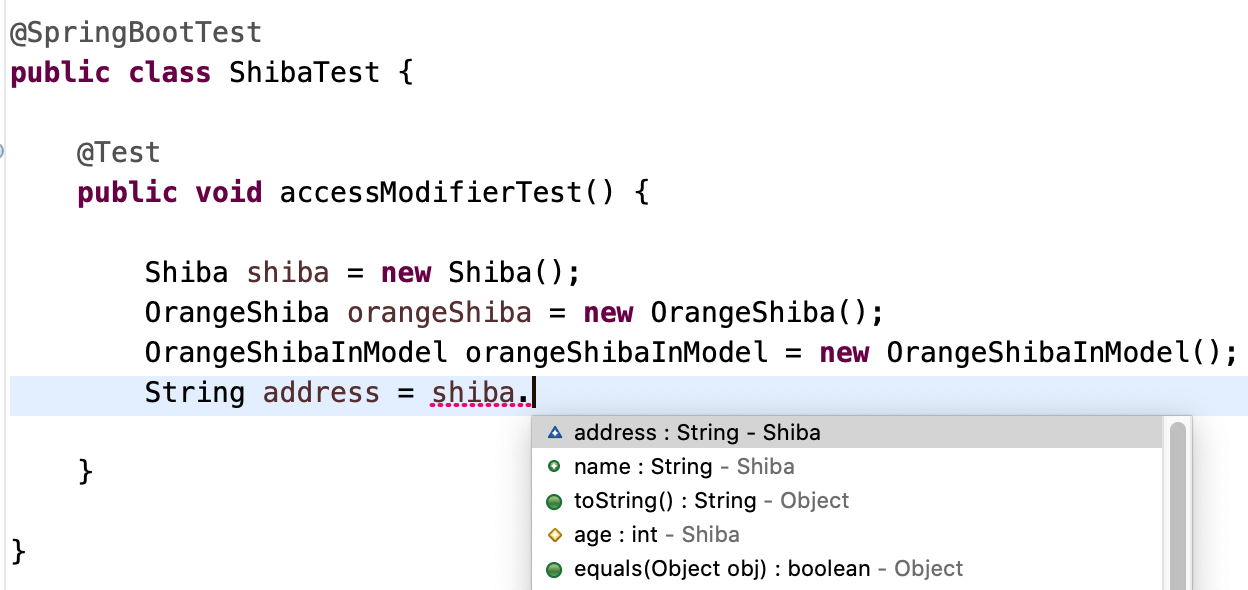 @SpringBootTest
public class ShibaTest {
@Test
public void accessModifierTest() {
Shiba shiba = new Shiba();
OrangeShiba orangeShiba = new OrangeShiba();
OrangeShibaInModel orangeShibaInModel = new OrangeShibaInModel();
String address = shiba.
address : String - Shiba
name : String - Shiba
}
toString() : String - Object
age : int - Shiba
}
equals(Object obj) : boolean - Object